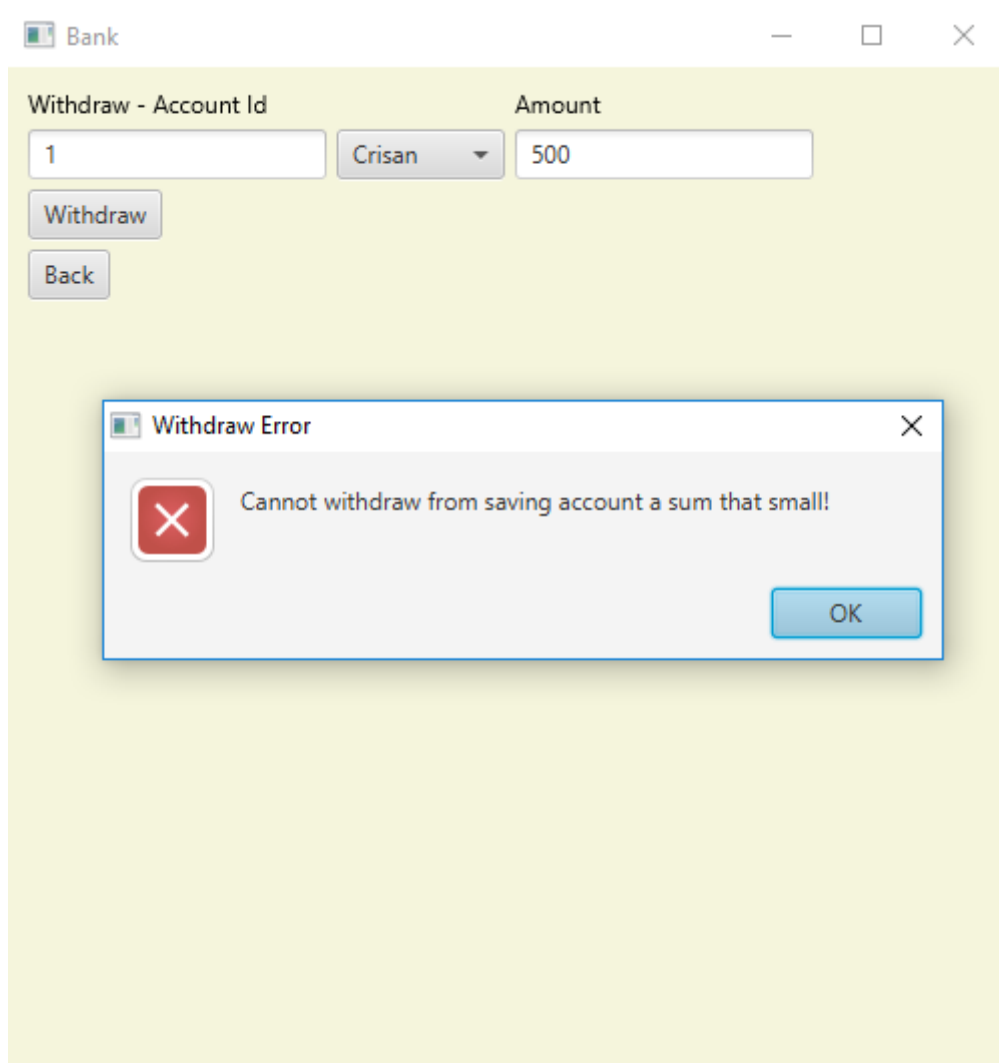 Bank
Withdraw - Account Id Amount
1 Crisan 500
Withdraw
Back
Withdraw Error
Cannot withdraw from saving account a sum that small!
OK